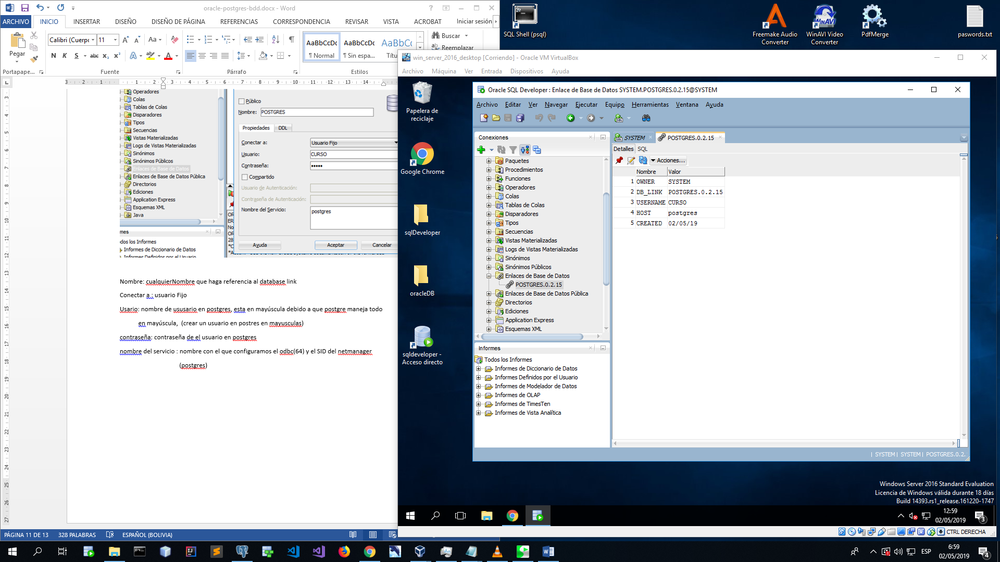 oracle-postgres-bdd.docx - Word
ARCHIVO INICIO INSERTAR DISEÑO DISEÑO DE PÁGINA REFERENCIAS CORRESPONDENCIA REVISAR VISTA ACROBAT Iniciar sesión
Pegar
Calibri (Cuerpo 11
AaBbCcDc AaBbCcDc AaBbCc
¶ Normal ¶ Sin espa... Títu
Buscar
Reemplazar
Portapape... Fuente Párrafo Estilos
Operadores
Colas
Tablas de Colas
Disparadores
Tipos
Secuencias
Vistas Materializadas
Logs de Vistas Materializadas
Sinónimos
Sinónimos Públicos
Enlaces de Base de Datos
Enlaces de Base de Datos Pública
Directorios
Ediciones
Application Express
Esquemas XML
Java
mes
dos los Informes
Informes de Diccionario de Datos
Informes Definidos por el Usuario
Público
Nombre: POSTGRES
Propiedades DDL
Conectar a: Usuario Fijo
Usuario: CURSO
Contraseña: •••••
Compartido
Usuario de Autenticación:
Contraseña de Autenticación:
Nombre del Servicio: postgres
Ayuda Aceptar Cancelar
Nombre: cualquierNombre que haga referencia al database link
Conectar a : usuario Fijo
Usario: nombre de ususario en postgres, esta en mayúscula debido a que postgre maneja todo
en mayúscula, (crear un usuario en postres en mayusculas)
contraseña: contraseña de el usuario en postgres
nombre del servicio : nombre con el que configuramos el odbc(64) y el SID del netmanager
(postgres)
PÁGINA 11 DE 13 328 PALABRAS ESPAÑOL (BOLIVIA)
SQL Shell (psql)
Freemake Audio Converter
WinAVI Video Converter
PdfMerge
paswords.txt
win_server_2016_desktop [Corriendo] - Oracle VM VirtualBox
Archivo Máquina Ver Entrada Dispositivos Ayuda
Papelera de reciclaje
Google Chrome
sqlDeveloper
oracleDB
sqldeveloper - Acceso directo
Oracle SQL Developer : Enlace de Base de Datos SYSTEM.POSTGRES.0.2.15@SYSTEM
Archivo Editar Ver Navegar Ejecutar Equipo Herramientas Ventana Ayuda
Conexiones
Paquetes
Procedimientos
Funciones
Operadores
Colas
Tablas de Colas
Disparadores
Tipos
Secuencias
Vistas Materializadas
Logs de Vistas Materializadas
Sinónimos
Sinónimos Públicos
Enlaces de Base de Datos
POSTGRES.0.2.15
Enlaces de Base de Datos Pública
Directorios
Ediciones
Application Express
Esquemas XML
Informes
Todos los Informes
Informes de Diccionario de Datos
Informes Definidos por el Usuario
Informes de Modelador de Datos
Informes de OLAP
Informes de TimesTen
Informes de Vista Analítica
SYSTEM POSTGRES.0.2.15
Detalles SQL
Acciones...
Nombre Valor
1 OWNER SYSTEM
2 DB_LINK POSTGRES.0.2.15
3 USERNAME CURSO
4 HOST postgres
5 CREATED 02/05/19
| SYSTEM | SYSTEM | POSTGRES.0.2.
Windows Server 2016 Standard Evaluation
Licencia de Windows válida durante 18 días
Build 14393.rs1_release.161220-1747
12:59
02/05/2019
3
CTRL DERECHA
ESP
6:59
02/05/2019
4